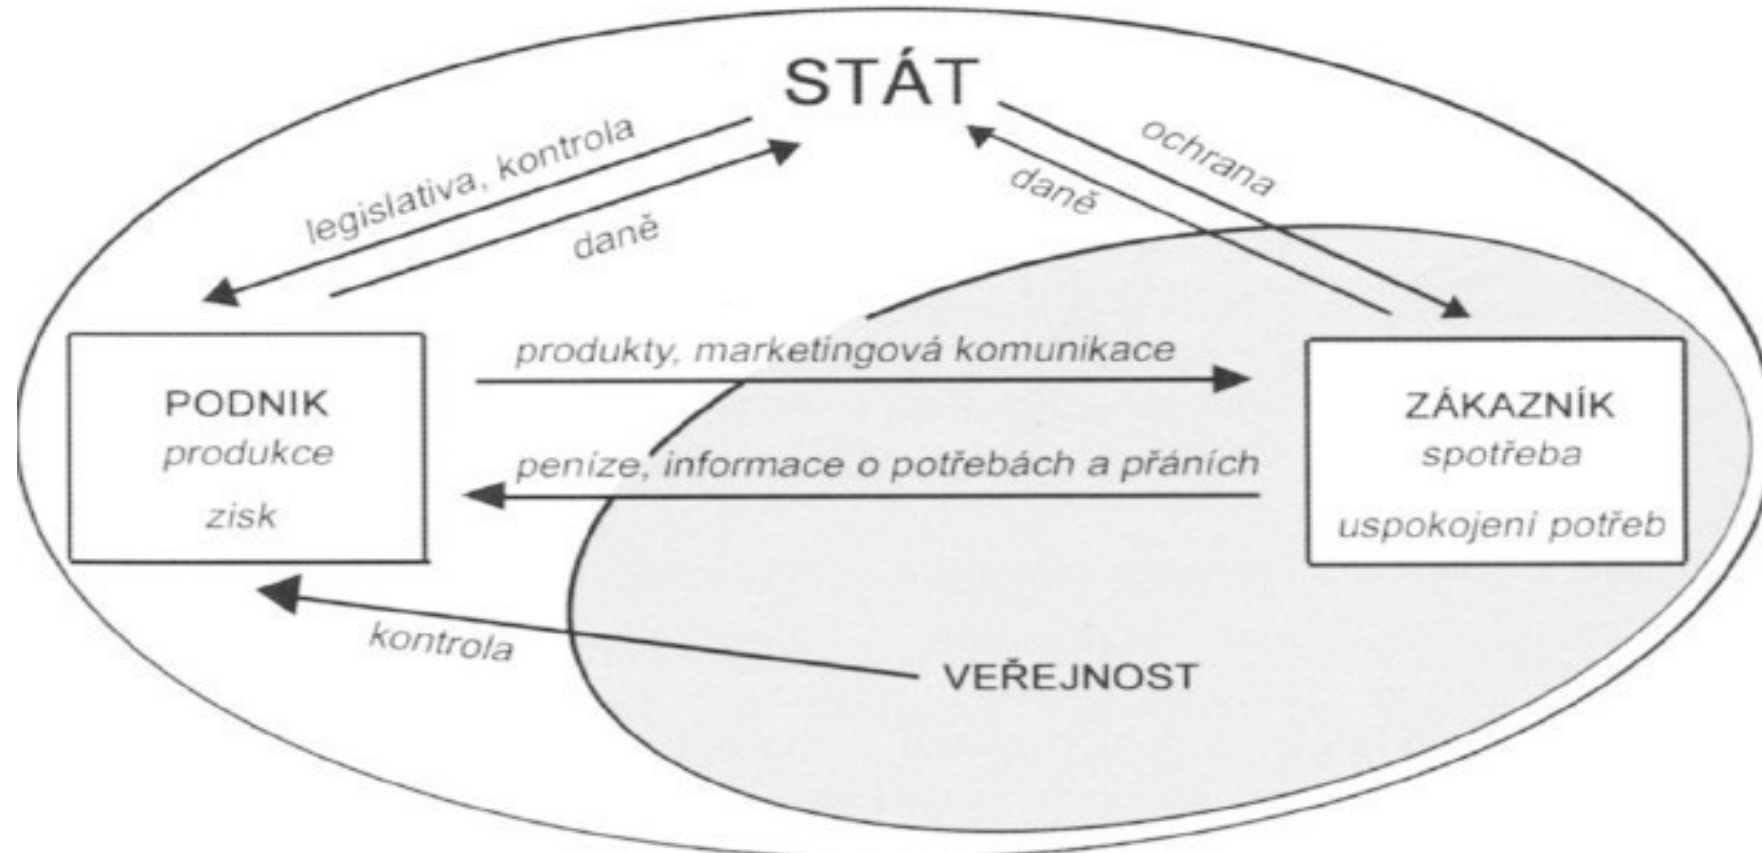 STÁT
legislativa, kontrola
daně
ochrana
daně
produkty, marketingová komunikace
PODNIK
produkce
zisk
ZÁKAZNÍK
spotřeba
uspokojení potřeb
peníze, informace o potřebách a přáních
kontrola
VEŘEJNOST